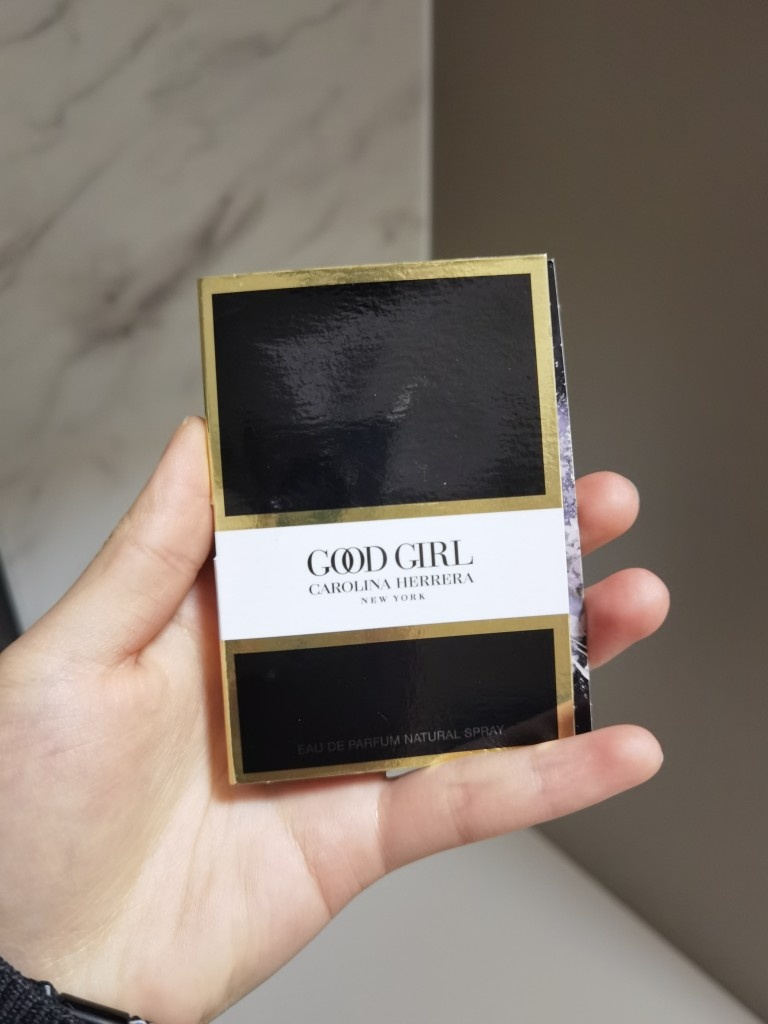 GOOD GIRL
CAROLINA HERRERA
NEW YORK
EAU DE PARFUM NATURAL SPRAY